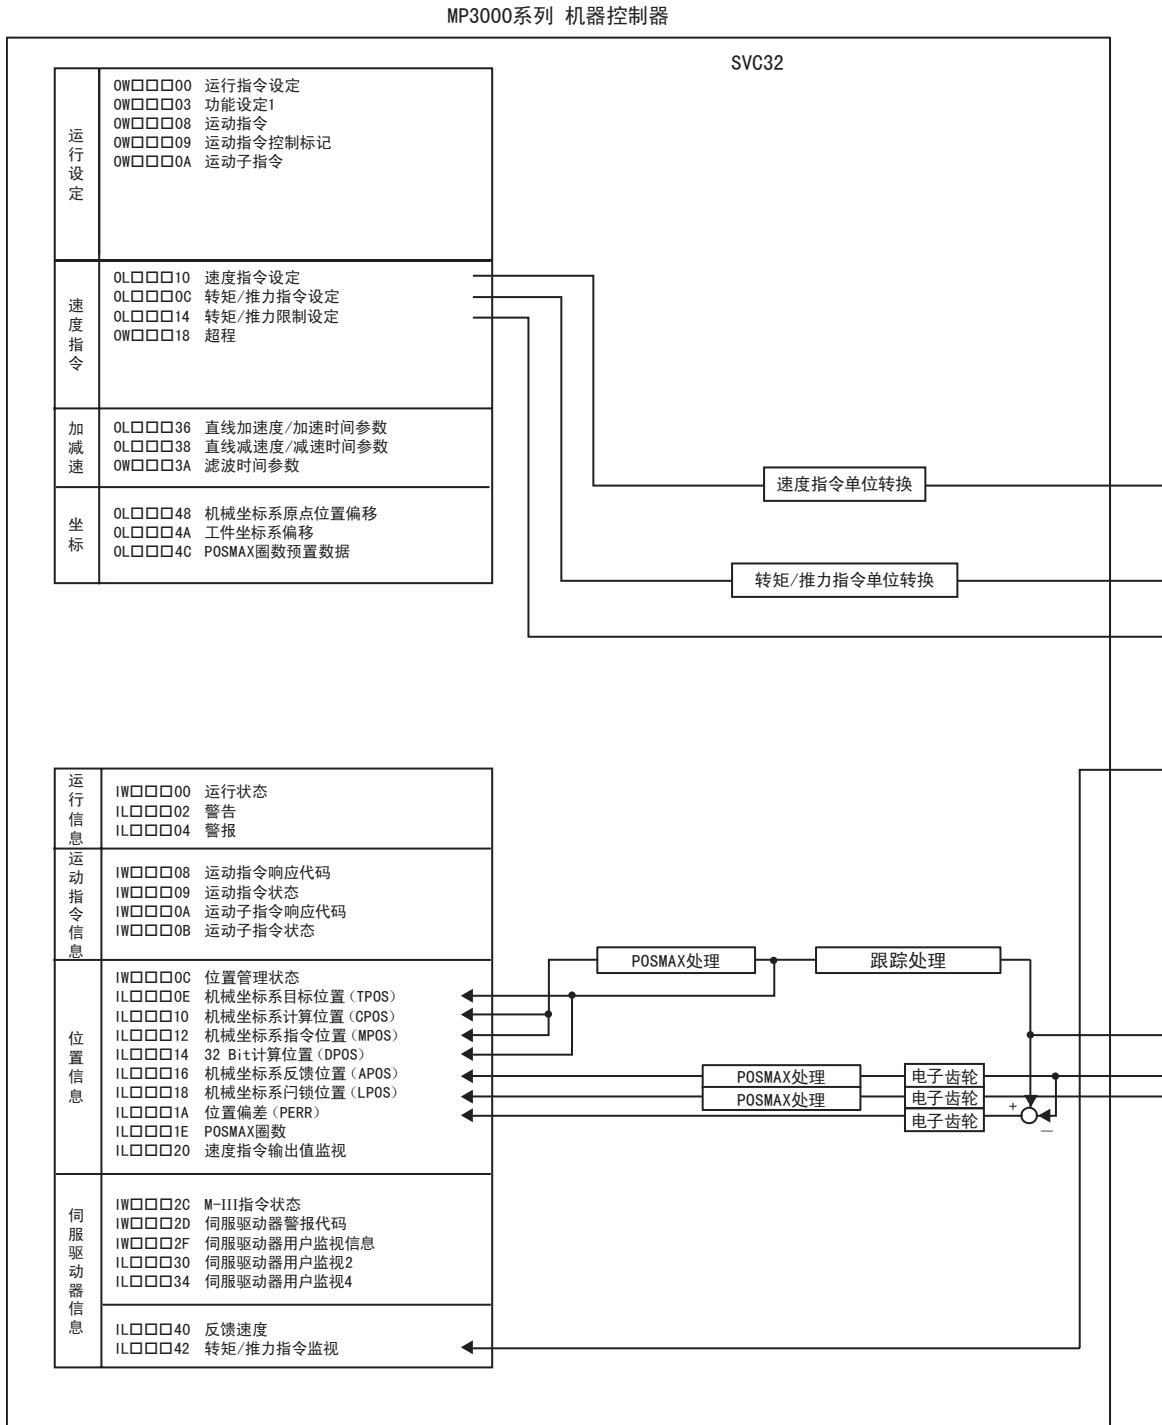 MP3000系列 机器控制器
SVC32
运行设定
OW□□□00 运行指令设定
OW□□□03 功能设定1
OW□□□08 运动指令
OW□□□09 运动指令控制标记
OW□□□0A 运动子指令
速度指令
OL□□□10 速度指令设定
OL□□□0C 转矩/推力指令设定
OL□□□14 转矩/推力限制设定
OW□□□18 超程
加减速
OL□□□36 直线加速度/加速时间参数
OL□□□38 直线减速度/减速时间参数
OW□□□3A 滤波时间参数
坐标
OL□□□48 机械坐标系原点位置偏移
OL□□□4A 工件坐标系偏移
OL□□□4C POSMAX圈数预置数据
速度指令单位转换
转矩/推力指令单位转换
运行信息
IW□□□00 运行状态
IL□□□02 警告
IL□□□04 警报
运动指令信息
IW□□□08 运动指令响应代码
IW□□□09 运动指令状态
IW□□□0A 运动子指令响应代码
IW□□□0B 运动子指令状态
位置信息
IW□□□0C 位置管理状态
IL□□□0E 机械坐标系目标位置(TPOS)
IL□□□10 机械坐标系计算位置(CPOS)
IL□□□12 机械坐标系指令位置(MPOS)
IL□□□14 32 Bit计算位置(DPOS)
IL□□□16 机械坐标系反馈位置(APOS)
IL□□□18 机械坐标系闩锁位置(LPOS)
IL□□□1A 位置偏差(PERR)
IL□□□1E POSMAX圈数
IL□□□20 速度指令输出值监视
POSMAX处理
跟踪处理
POSMAX处理
电子齿轮
POSMAX处理
电子齿轮
电子齿轮
+
—
伺服驱动器信息
IW□□□2C M-III指令状态
IW□□□2D 伺服驱动器警报代码
IW□□□2F 伺服驱动器用户监视信息
IL□□□30 伺服驱动器用户监视2
IL□□□34 伺服驱动器用户监视4
IL□□□40 反馈速度
IL□□□42 转矩/推力指令监视